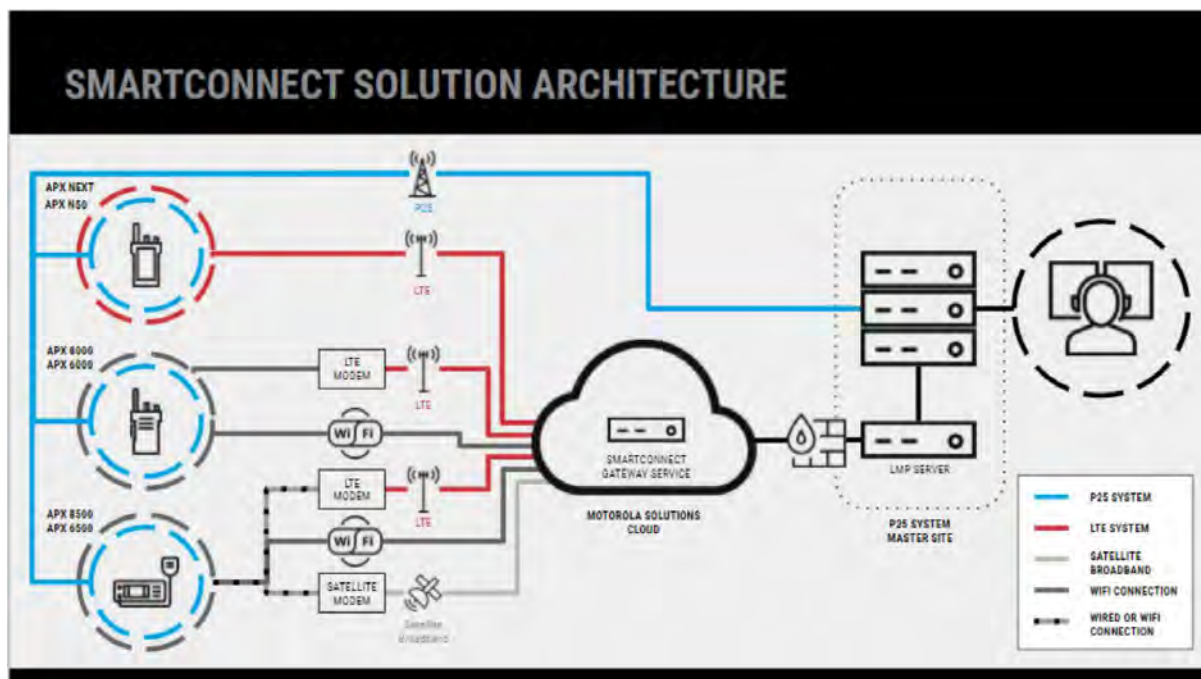 SMARTCONNECT SOLUTION ARCHITECTURE
APX NEXT
APX N50
P25
LTE
APX 8000
APX 6000
LTE
MODEM
LTE
Wi Fi
LTE
MODEM
LTE
APX 8500
APX 6500
Wi Fi
SATELLITE
MODEM
Satellite
Broadband
SMARTCONNECT
GATEWAY SERVICE
MOTOROLA SOLUTIONS
CLOUD
LMP SERVER
P25 SYSTEM
MASTER SITE
P25 SYSTEM
LTE SYSTEM
SATELLITE
BROADBAND
WIFI CONNECTION
WIRED OR WIFI
CONNECTION